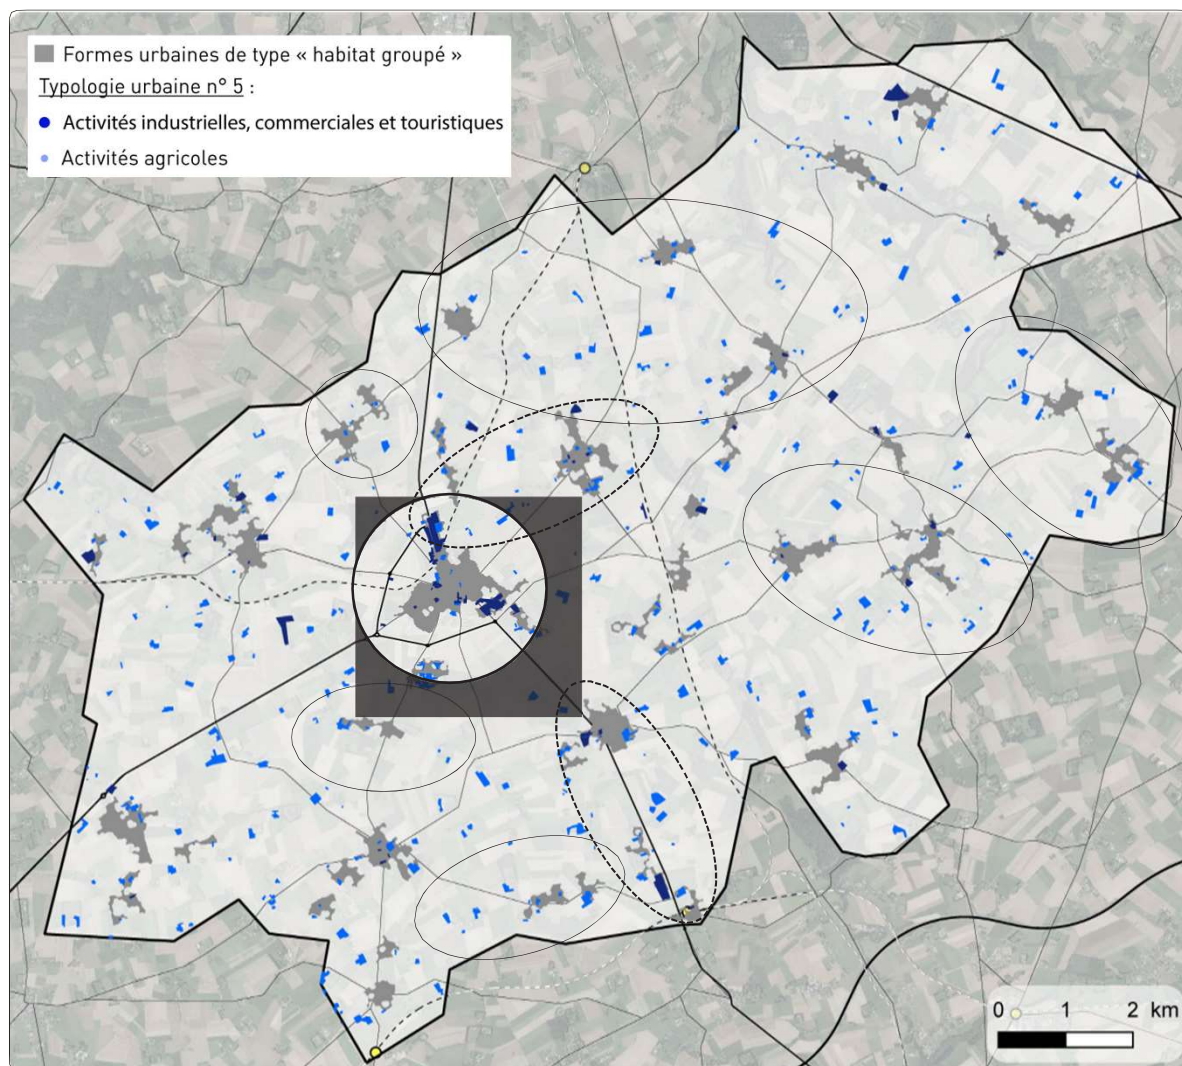 Formes urbaines de type « habitat groupé »
Typologie urbaine n° 5 :
Activités industrielles, commerciales et touristiques
Activités agricoles
0 1 2 km